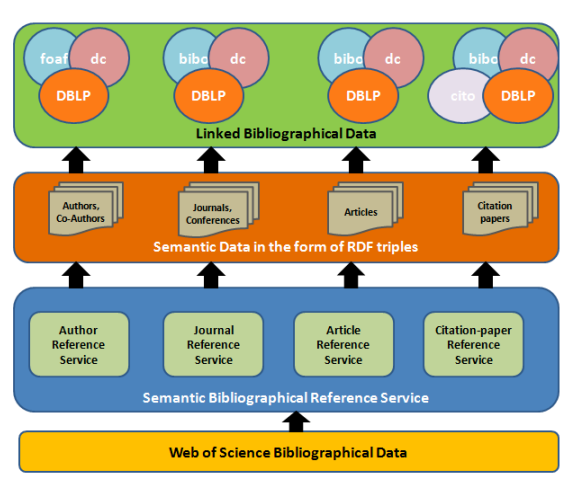 foaf dc bibo dc bibo dc bibo dc
DBLP DBLP DBLP cito DBLP
Linked Bibliographical Data
Authors, Journals, Articles Citation
Co-Authors Conferences papers
Semantic Data in the form of RDF triples
Author Journal Article Citation-paper
Reference Reference Reference Reference
Service Service Service Service
Semantic Bibliographical Reference Service
Web of Science Bibliographical Data